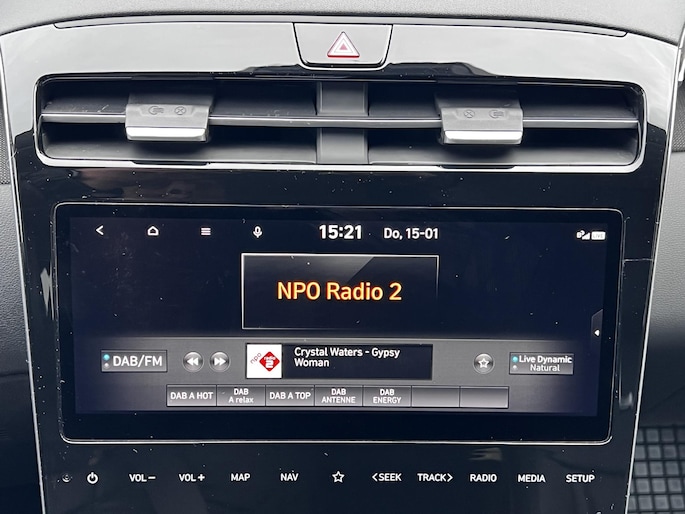 15:21 Do, 15-01
NPO Radio 2
DAB/FM
npo
Crystal Waters - Gypsy
Woman
Live Dynamic
Natural
DAB A HOT
DAB
A relax
DAB A TOP
DAB
ANTENNE
DAB
ENERGY
VOL− VOL+ MAP NAV <SEEK TRACK> RADIO MEDIA SETUP